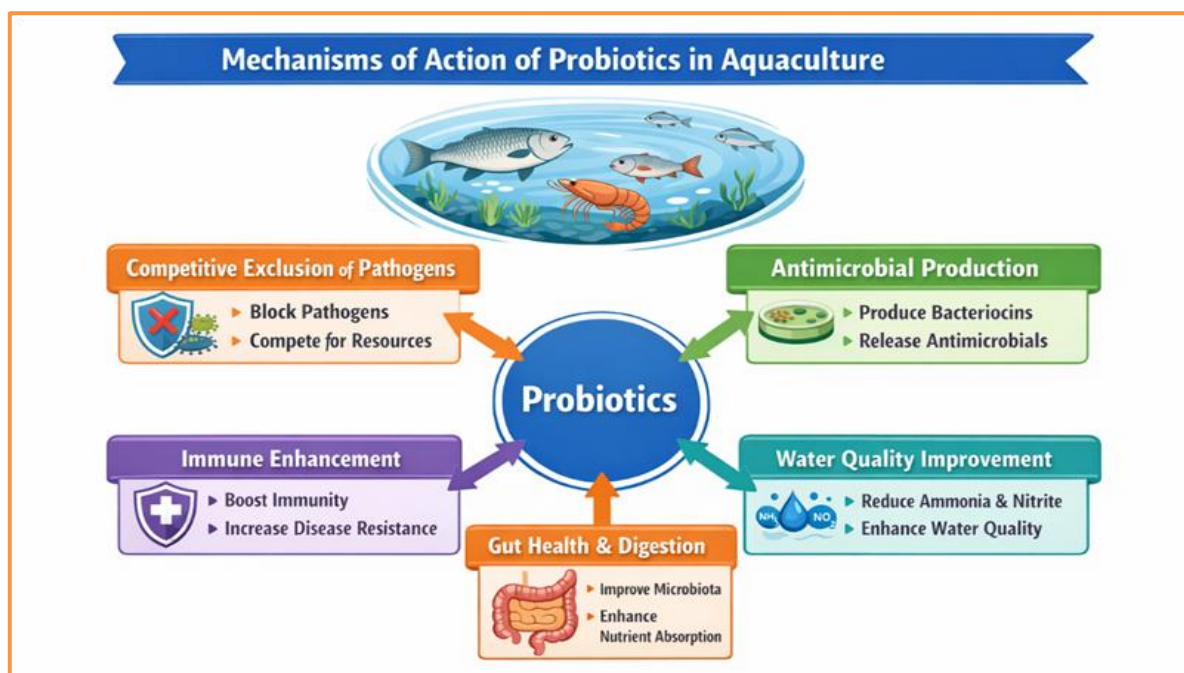 Mechanisms of Action of Probiotics in Aquaculture
Competitive Exclusion of Pathogens
Block Pathogens
Compete for Resources
Antimicrobial Production
Produce Bacteriocins
Release Antimicrobials
Probiotics
Immune Enhancement
Boost Immunity
Increase Disease Resistance
Water Quality Improvement
NH₃
NO₂
Reduce Ammonia & Nitrite
Enhance Water Quality
Gut Health & Digestion
Improve Microbiota
Enhance
Nutrient Absorption